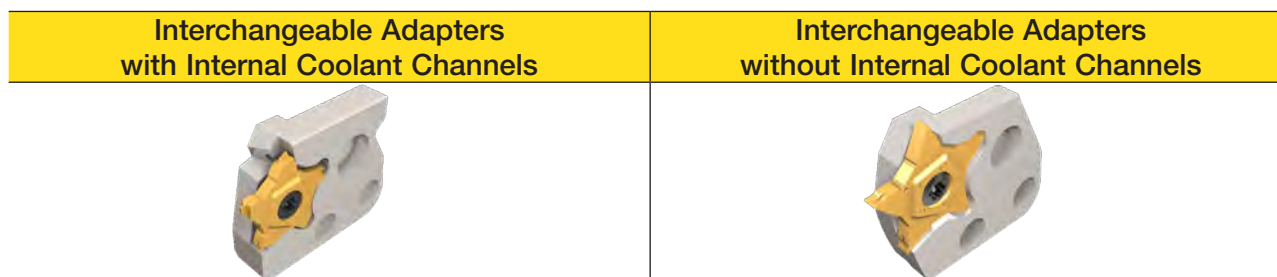 Interchangeable Adapters
with Internal Coolant Channels
Interchangeable Adapters
without Internal Coolant Channels